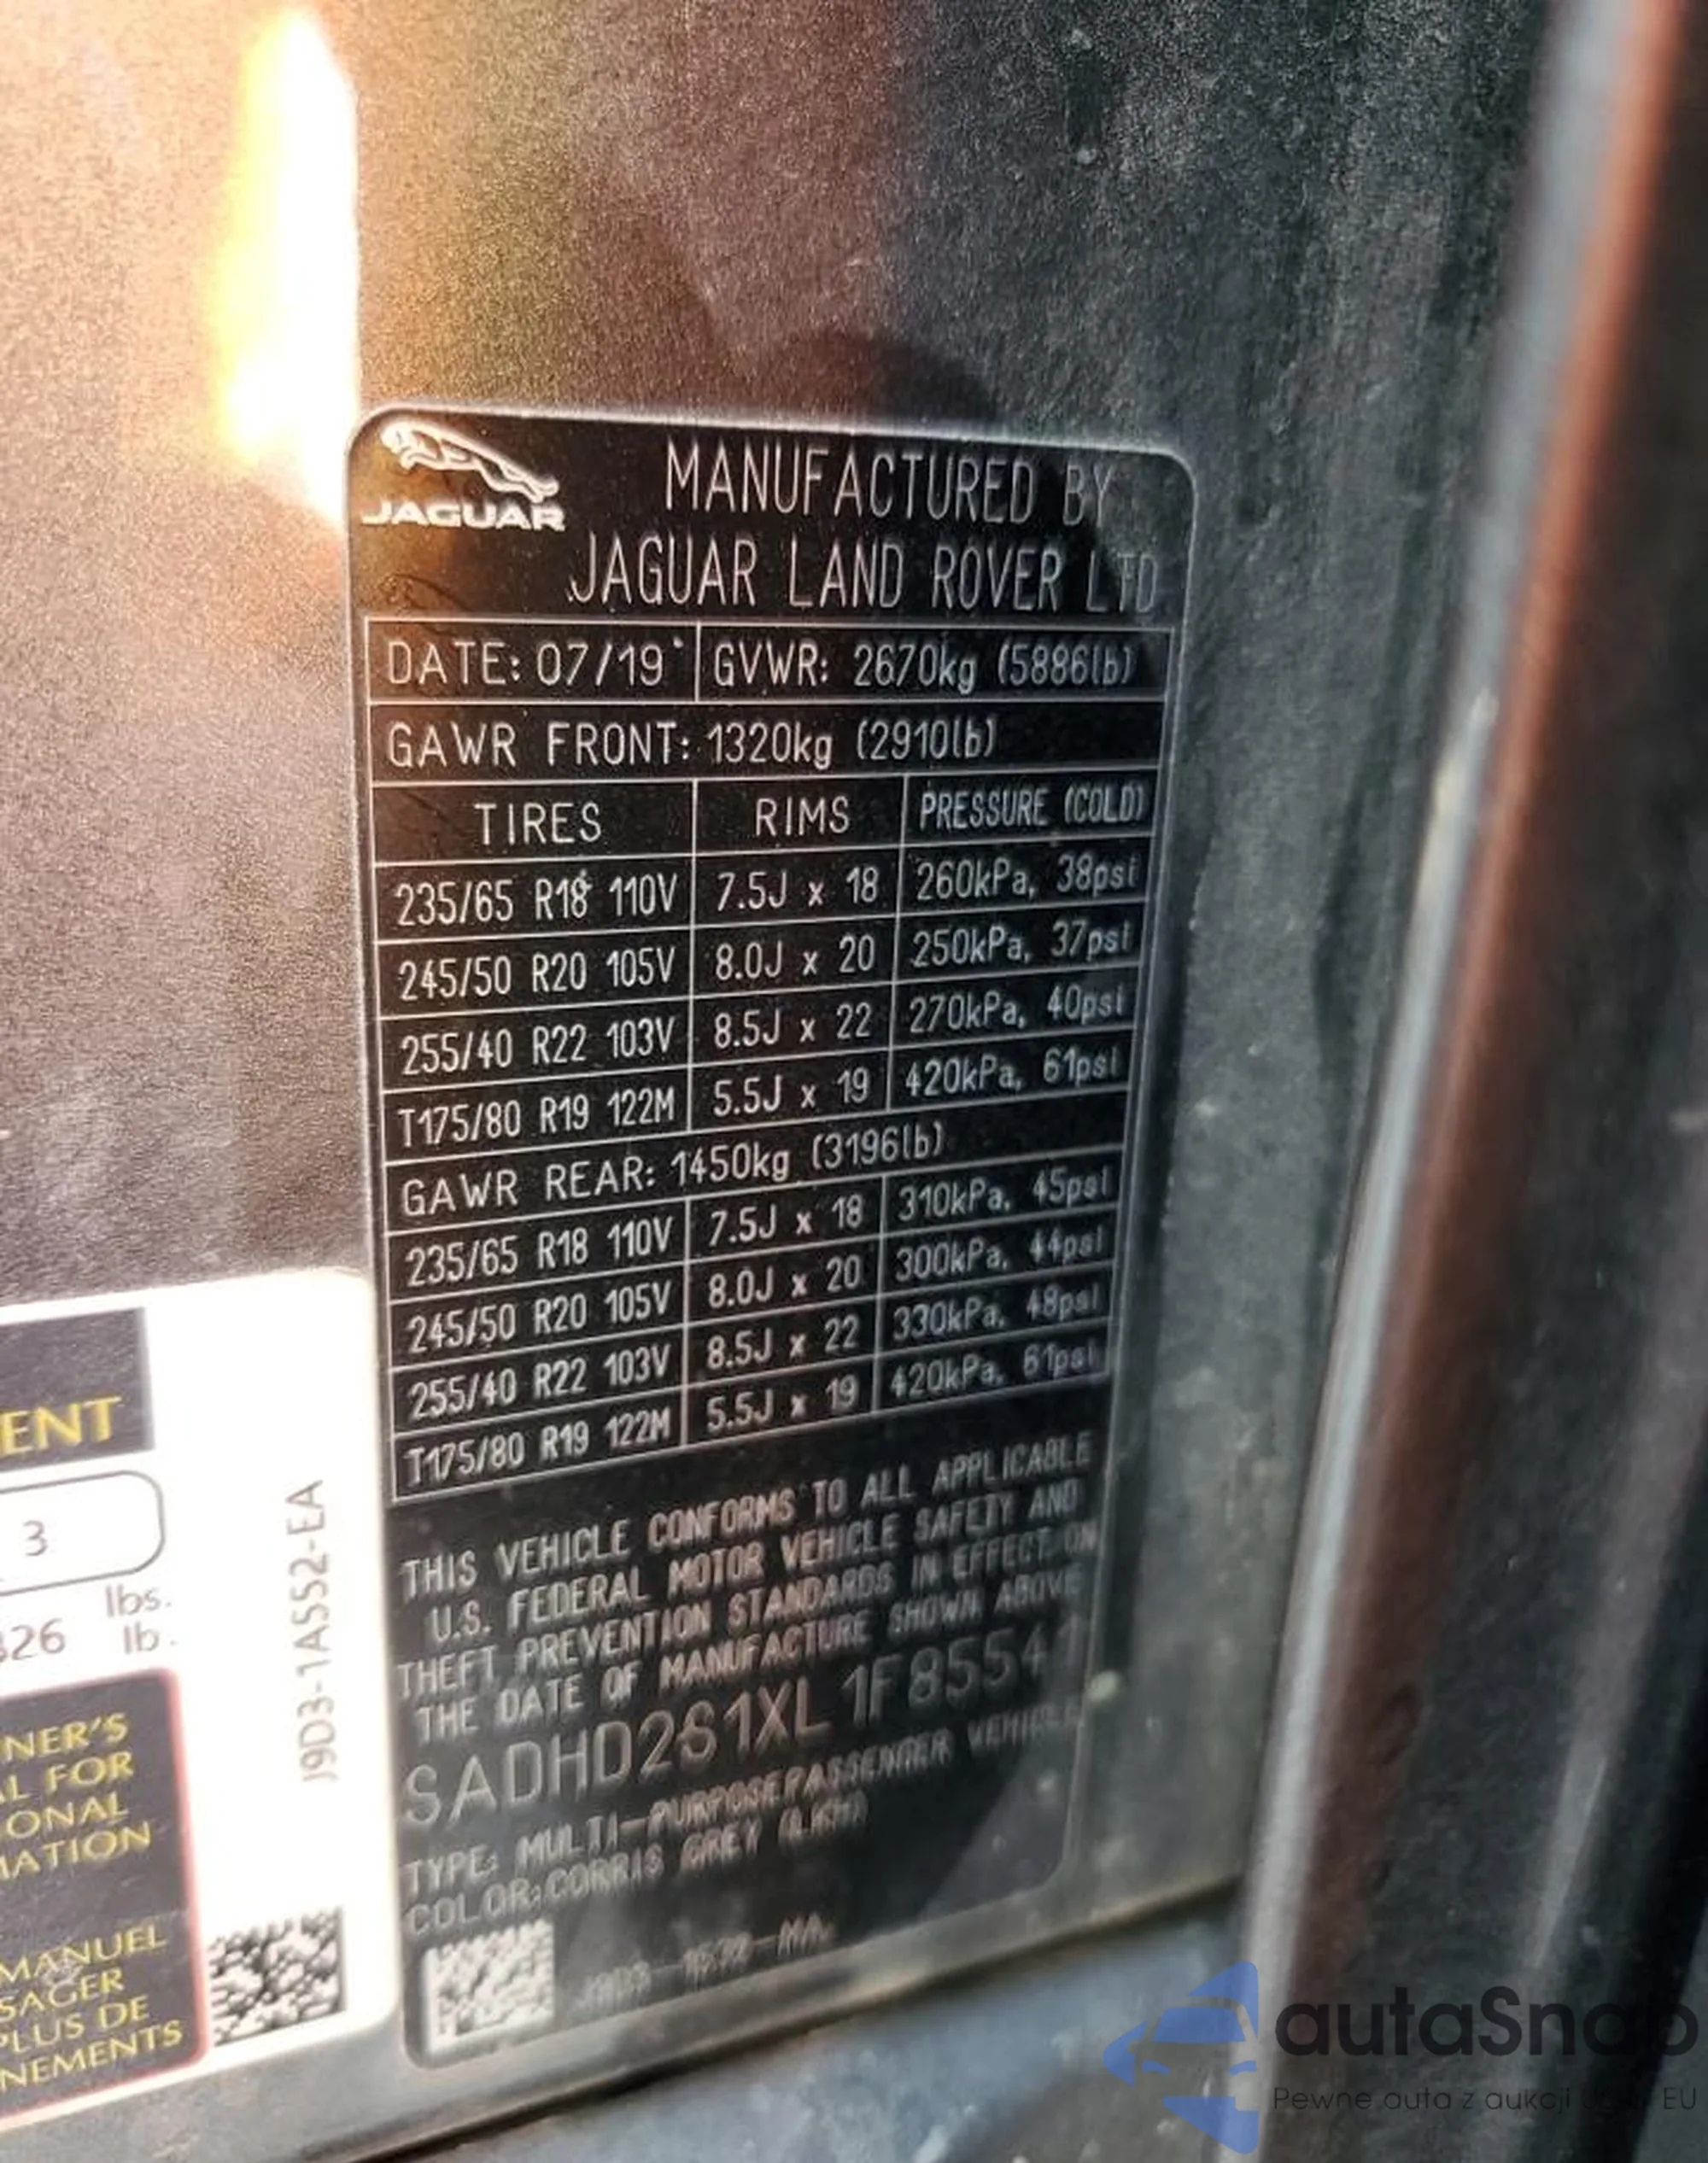 JAGUAR
MANUFACTURED BY
JAGUAR LAND ROVER LTD
DATE: 07/19 GVWR: 2670kg (5886lb)
GAWR FRONT: 1320kg (2910lb)
TIRES RIMS PRESSURE (COLD)
235/65 R18 110V 7.5J x 18 260kPa, 38psi
245/50 R20 105V 8.0J x 20 250kPa, 37psi
255/40 R22 103V 8.5J x 22 270kPa, 40psi
T175/80 R19 122M 5.5J x 19 420kPa, 61psi
GAWR REAR: 1450kg (3196lb)
235/65 R18 110V 7.5J x 18 310kPa, 45psi
245/50 R20 105V 8.0J x 20 300kPa, 44psi
255/40 R22 103V 8.5J x 22 330kPa, 48psi
T175/80 R19 122M 5.5J x 19 420kPa, 61psi
THIS VEHICLE CONFORMS TO ALL APPLICABLE
U.S. FEDERAL MOTOR VEHICLE SAFETY AND
THEFT PREVENTION STANDARDS IN EFFECT ON
THE DATE OF MANUFACTURE SHOWN ABOVE
TYPE: MULTI-PURPOSE PASSENGER VEHICLE
COLOR: CORRIS GREY (LKH)
ENT
3
lbs.
326 lb.
J9D3-1A552-EA
NER'S
AL FOR
ONAL
MATION
MANUEL
SAGER
PLUS DE
NEMENTS
autaSnap
Pewne auta z aukcji EU